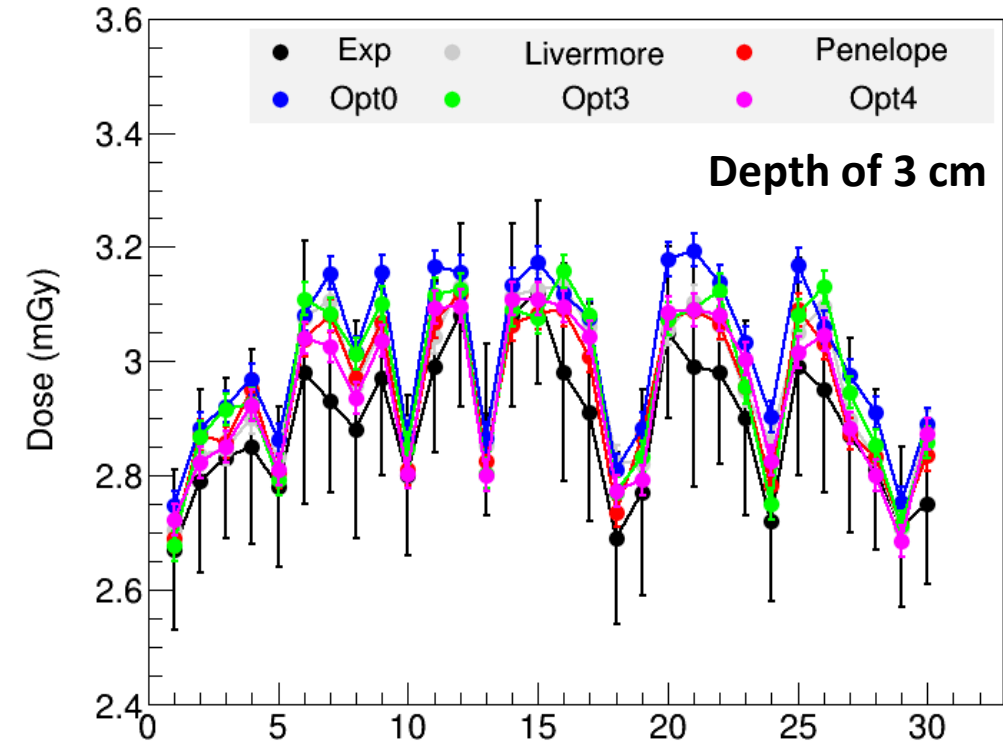 3.6
Exp Livermore Penelope
Opt0 Opt3 Opt4
3.4
Depth of 3 cm
3.2
3
2.8
2.6
2.4
Dose (mGy)
0 5 10 15 20 25 30